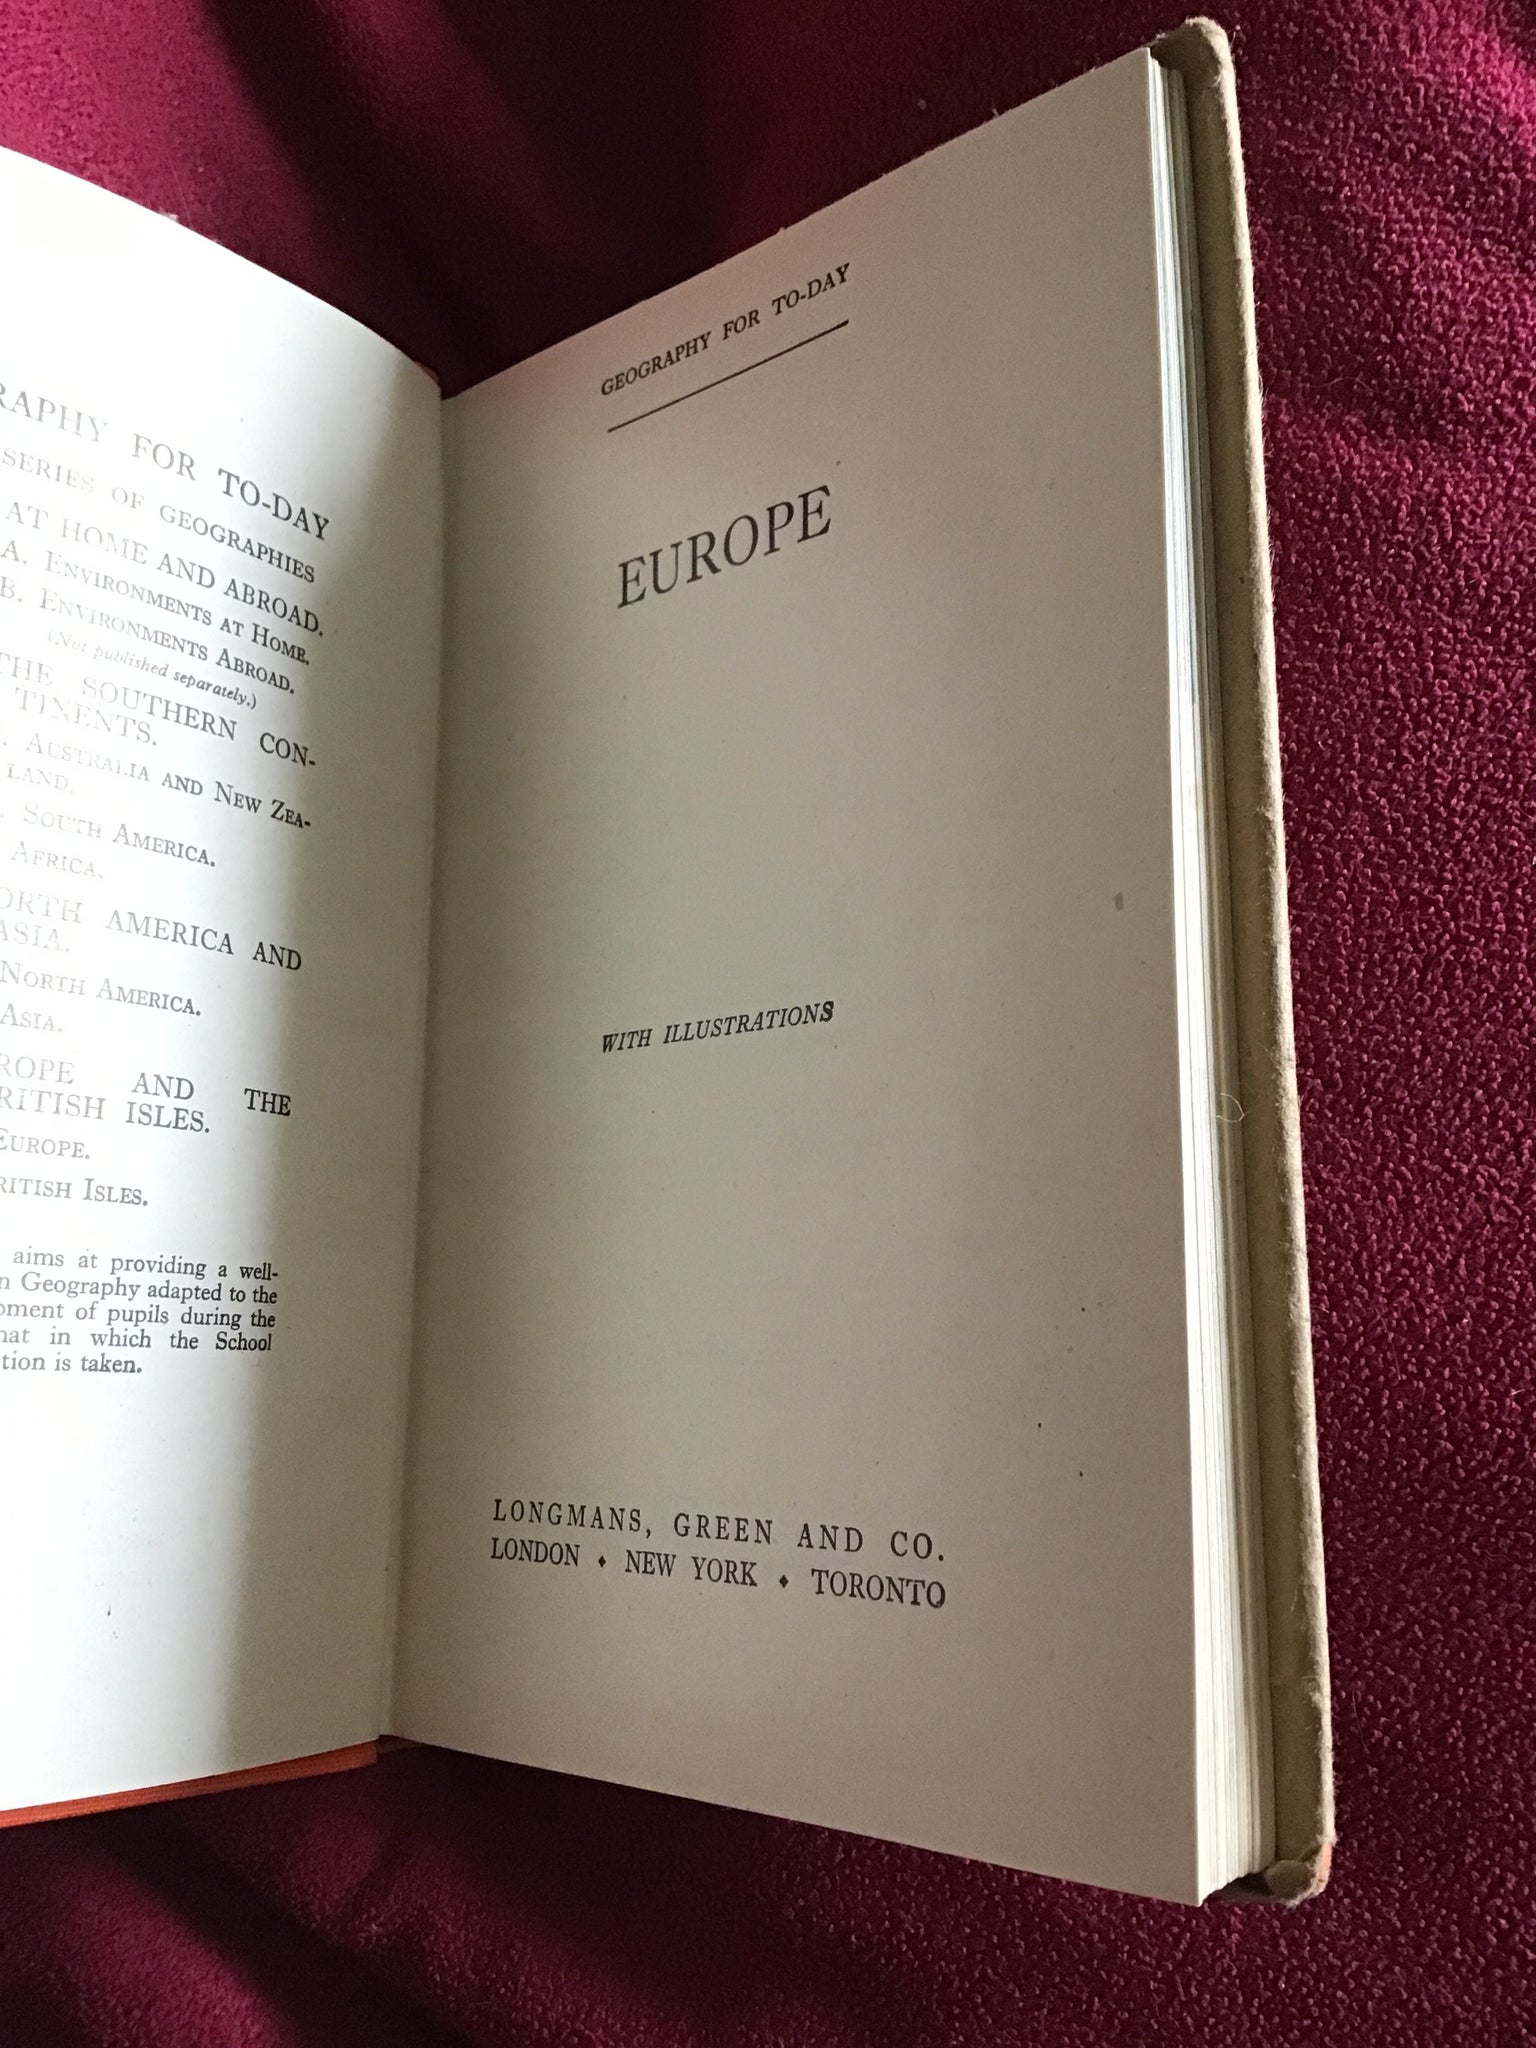 RAPHY FOR TO-DAY
SERIES OF GEOGRAPHIES
AT HOME AND ABROAD.
A. ENVIRONMENTS AT HOME.
B. ENVIRONMENTS ABROAD.
(Not published separately.)
THE SOUTHERN CON-
TINENTS.
AUSTRALIA AND NEW ZEA-
LAND.
SOUTH AMERICA.
AFRICA.
ORTH AMERICA AND
ASIA.
NORTH AMERICA.
ASIA.
ROPE AND THE
RITISH ISLES.
EUROPE.
RITISH ISLES.
aims at providing a well-
n Geography adapted to the
pment of pupils during the
hat in which the School
tion is taken.
GEOGRAPHY FOR TO-DAY
EUROPE
WITH ILLUSTRATIONS
LONGMANS, GREEN AND CO.
LONDON ♦ NEW YORK ♦ TORONTO